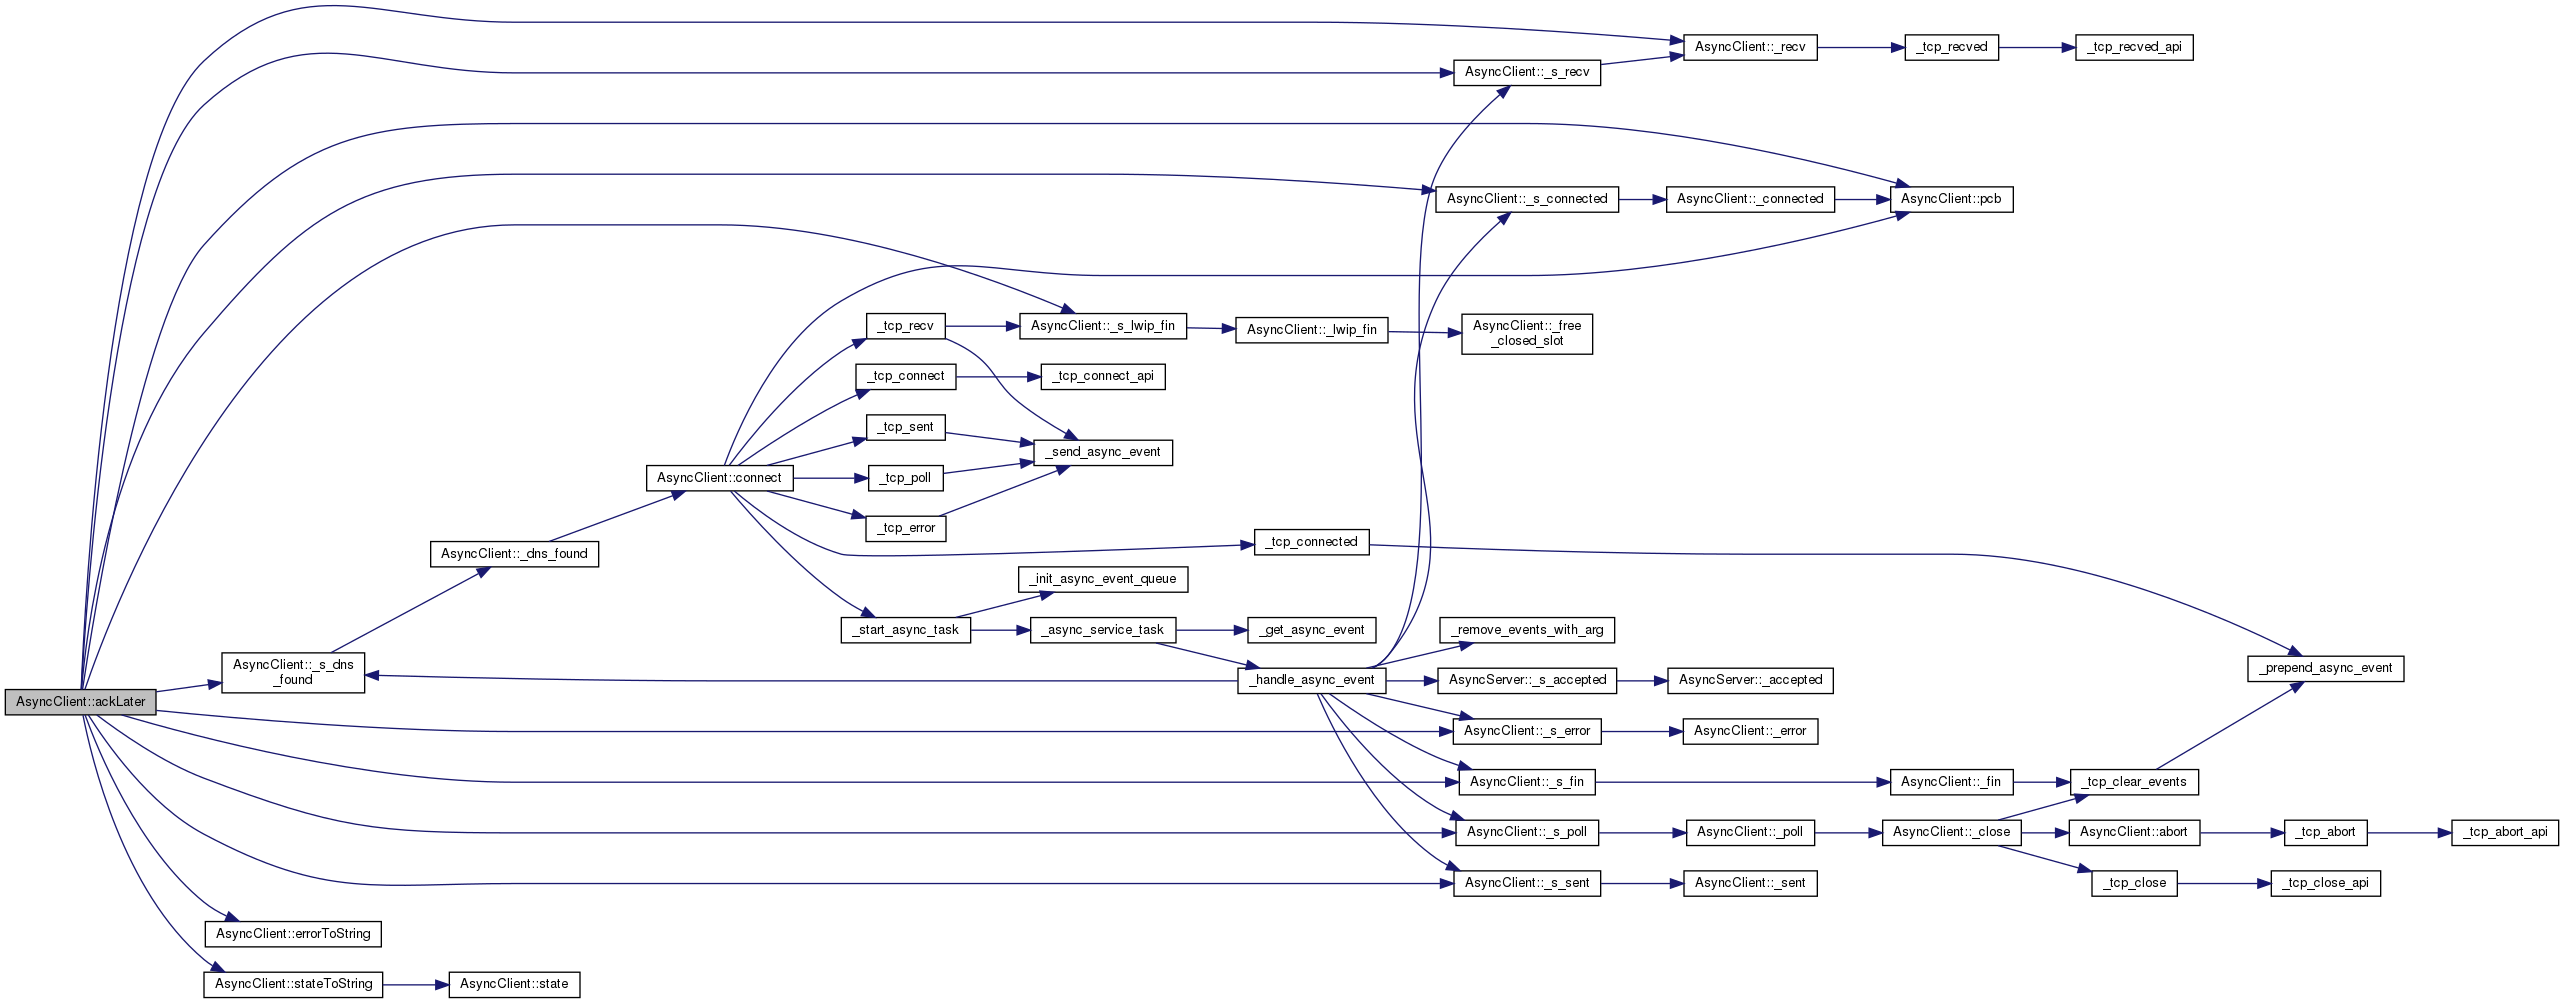 AsyncClient::_recv
_tcp_recved
_tcp_recved_api
AsyncClient::_s_recv
AsyncClient::_s_connected
AsyncClient::_connected
AsyncClient::pcb
_tcp_recv
AsyncClient::_s_lwip_fin
AsyncClient::_lwip_fin
AsyncClient::_free
_closed_slot
_tcp_connect
_tcp_connect_api
_tcp_sent
_send_async_event
AsyncClient::connect
_tcp_poll
_tcp_error
_tcp_connected
AsyncClient::_dns_found
_init_async_event_queue
_start_async_task
_async_service_task
_get_async_event
_remove_events_with_arg
AsyncClient::_s_dns
_found
_handle_async_event
AsyncServer::_s_accepted
AsyncServer::_accepted
_prepend_async_event
AsyncClient::ackLater
AsyncClient::_s_error
AsyncClient::_error
AsyncClient::_s_fin
AsyncClient::_fin
_tcp_clear_events
AsyncClient::_s_poll
AsyncClient::_poll
AsyncClient::_close
AsyncClient::abort
_tcp_abort
_tcp_abort_api
AsyncClient::_s_sent
AsyncClient::_sent
_tcp_close
_tcp_close_api
AsyncClient::errorToString
AsyncClient::stateToString
AsyncClient::state